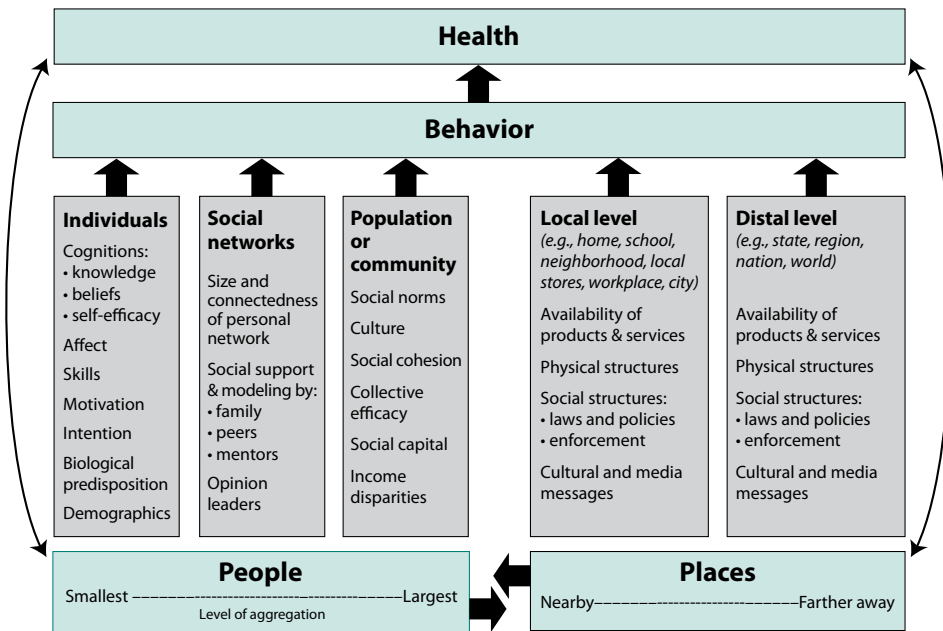 Health
Behavior
Individuals
Cognitions:
• knowledge
• beliefs
• self-efficacy
Affect
Skills
Motivation
Intention
Biological
predisposition
Demographics
Social
networks
Size and
connectedness
of personal
network
Social support
& modeling by:
• family
• peers
• mentors
Opinion
leaders
Population
or
community
Social norms
Culture
Social cohesion
Collective
efficacy
Social capital
Income
disparities
Local level
(e.g., home, school,
neighborhood, local
stores, workplace, city)
Availability of
products & services
Physical structures
Social structures:
• laws and policies
• enforcement
Cultural and media
messages
Distal level
(e.g., state, region,
nation, world)
Availability of
products & services
Physical structures
Social structures:
• laws and policies
• enforcement
Cultural and media
messages
People
Smallest Largest
Level of aggregation
Places
Nearby Farther away